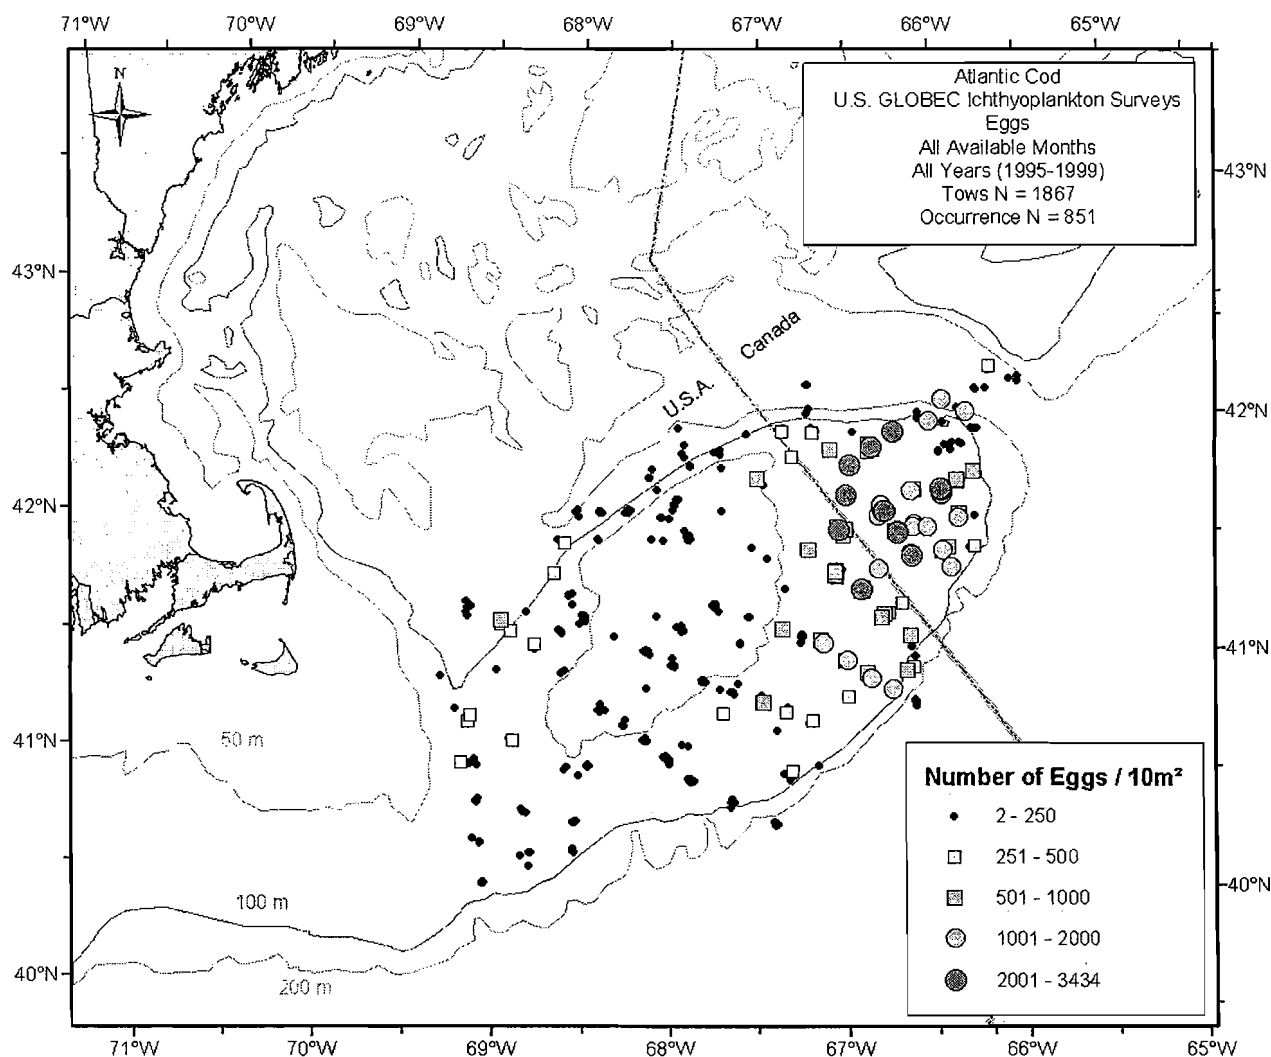 71°W 70°W 69°W 68°W 67°W 66°W 65°W
N
Atlantic Cod
U.S. GLOBEC Ichthyoplankton Surveys
Eggs
All Available Months
All Years (1995-1999)
Tows N = 1867
Occurrence N = 851
43°N
43°N
Canada
U.S.A.
42°N
42°N
41°N
41°N
50 m
Number of Eggs / 10m²
2 - 250
251 - 500
501 - 1000
1001 - 2000
2001 - 3434
40°N
100 m
40°N
200 m
71°W 70°W 69°W 68°W 67°W 66°W 65°W